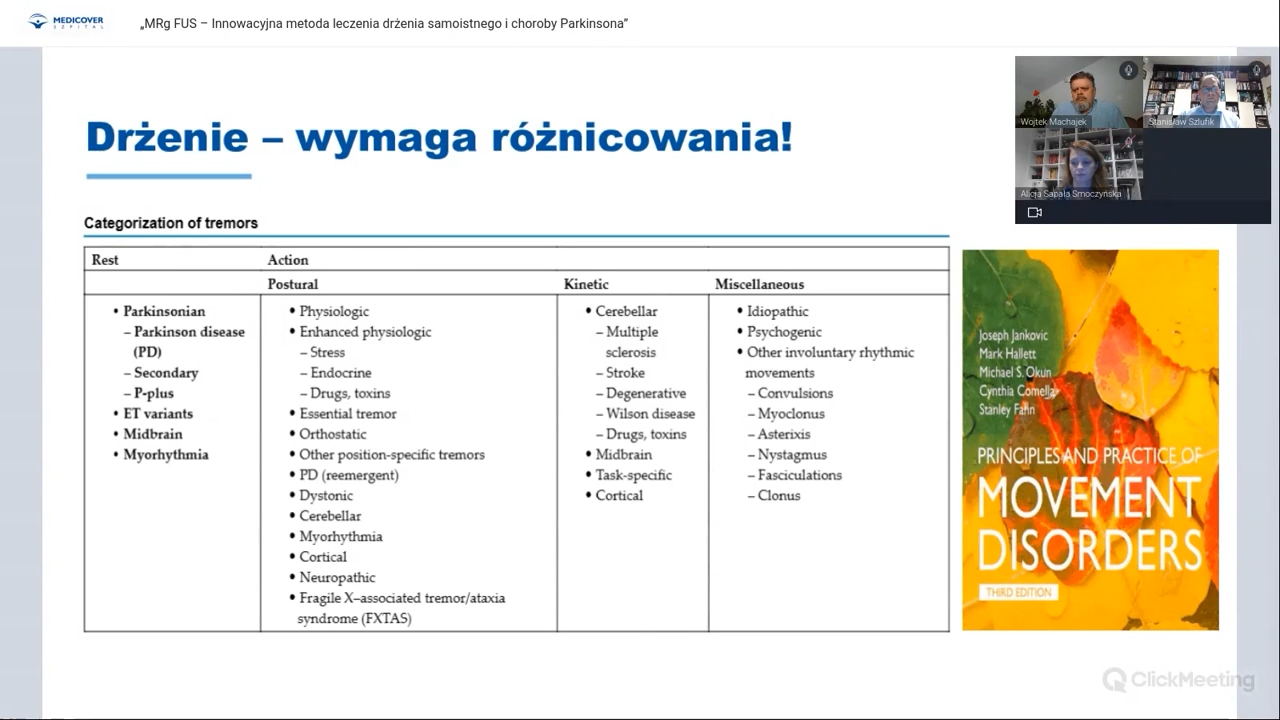 MEDICOVER
SZPITAL
„MRg FUS – Innowacyjna metoda leczenia drżenia samoistnego i choroby Parkinsona”
Wojtek Machajek
Stanisław Szlufik
Alicja Sapała Smoczyńska
Drżenie – wymaga różnicowania!
Categorization of tremors
Rest
Action
Postural
Kinetic
Miscellaneous
• Parkinsonian
– Parkinson disease
(PD)
– Secondary
– P-plus
• ET variants
• Midbrain
• Myorhythmia
• Physiologic
• Enhanced physiologic
– Stress
– Endocrine
– Drugs, toxins
• Essential tremor
• Orthostatic
• Other position-specific tremors
• PD (reemergent)
• Dystonic
• Cerebellar
• Myorhythmia
• Cortical
• Neuropathic
• Fragile X–associated tremor/ataxia
syndrome (FXTAS)
• Cerebellar
– Multiple
sclerosis
– Stroke
– Degenerative
– Wilson disease
– Drugs, toxins
• Midbrain
• Task-specific
• Cortical
• Idiopathic
• Psychogenic
• Other involuntary rhythmic
movements
– Convulsions
– Myoclonus
– Asterixis
– Nystagmus
– Fasciculations
– Clonus
Joseph Jankovic
Mark Hallett
Michael S. Okun
Cynthia Comella
Stanley Fahn
PRINCIPLES AND PRACTICE OF
MOVEMENT
DISORDERS
THIRD EDITION
ClickMeeting